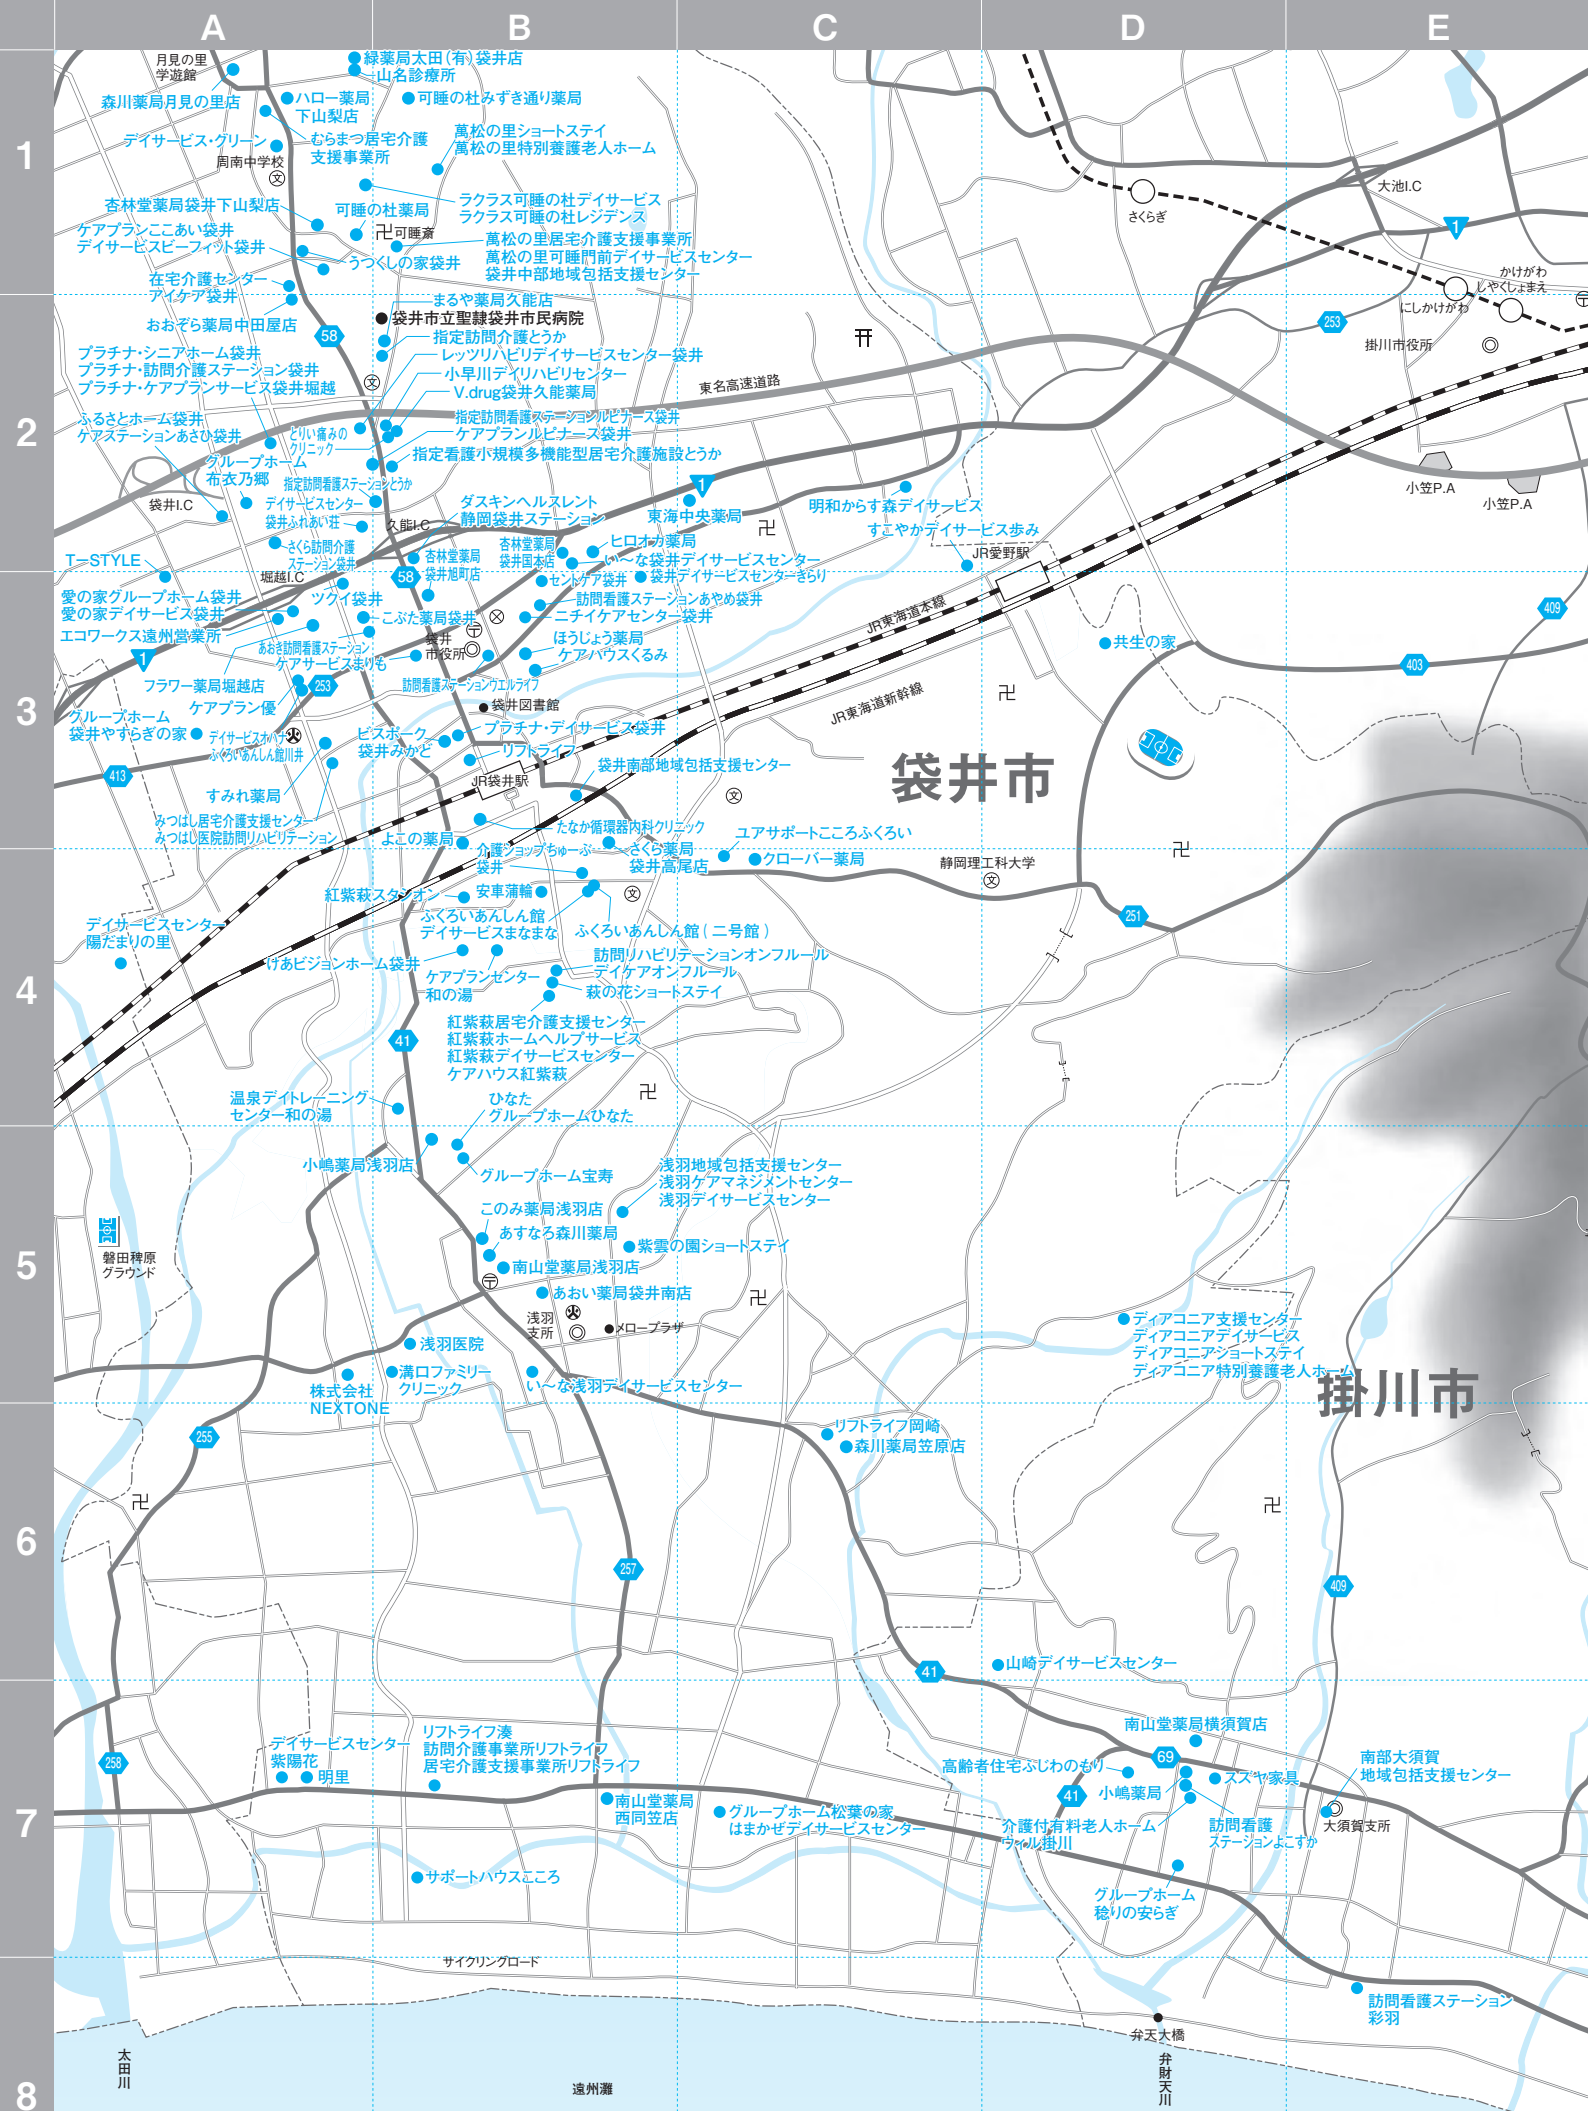 A
B
C
D
E
1
2
3
4
5
6
7
8
月見の里
学遊館
緑薬局太田(有)袋井店
山名診療所
森川薬局月見の里店
ハロー薬局
下山梨店
可睡の杜みずき通り薬局
デイサービス・グリーン
むらまつ居宅介護
支援事業所
萬松の里ショートステイ
萬松の里特別養護老人ホーム
周南中学校
文
大池I.C
さくらぎ
杏林堂薬局袋井下山梨店
可睡の杜薬局
ラクラス可睡の杜デイサービス
ラクラス可睡の杜レジデンス
ケアプランここあい袋井
デイサービスビーフィット袋井
可睡斎
萬松の里居宅介護支援事業所
萬松の里可睡門前デイサービスセンター
袋井中部地域包括支援センター
うつくしの家袋井
1
在宅介護センター
アイケア袋井
かけがわ
しやくしょまえ
にしかけがわ
まるや薬局久能店
袋井市立聖隷袋井市民病院
おおぞら薬局中田屋店
58
指定訪問介護とうか
253
掛川市役所
プラチナ・シニアホーム袋井
プラチナ・訪問介護ステーション袋井
プラチナ・ケアプランサービス袋井堀越
レッツリハビリデイサービスセンター袋井
小早川デイリハビリセンター
V.drug袋井久能薬局
文
東名高速道路
ふるさとホーム袋井
ケアステーションあさひ袋井
とりい痛みの
クリニック
指定訪問看護ステーションルピナース袋井
ケアプランルピナース袋井
指定看護小規模多機能型居宅介護施設とうか
グループホーム
布衣乃郷
指定訪問看護ステーションとうか
袋井I.C
デイサービスセンター
袋井ふれあい荘
久能I.C
ダスキンヘルスレント
静岡袋井ステーション
1
東海中央薬局
明和からす森デイサービス
すこやかデイサービス歩み
小笠P.A
小笠P.A
さくら訪問介護
ステーション袋井
杏林堂薬局
袋井旭町店
杏林堂薬局
袋井国本店
ヒロオカ薬局
い〜な袋井デイサービスセンター
JR愛野駅
T−STYLE
堀越I.C
58
セントケア袋井
袋井デイサービスセンターきらり
愛の家グループホーム袋井
愛の家デイサービス袋井
ツクイ袋井
訪問看護ステーションあやめ袋井
こぶた薬局袋井
ニチイケアセンター袋井
JR東海道本線
409
エコワークス遠州営業所
あおき訪問看護ステーション
ケアサービスまりも
袋井
市役所
ほうじょう薬局
ケアハウスくるみ
共生の家
403
1
フラワー薬局堀越店
253
訪問看護ステーションウエルライフ
JR東海道新幹線
ケアプラン優
袋井図書館
グループホーム
袋井やすらぎの家
デイサービスオハナ
ふくろいあんしん館川井
ビスポーク
袋井みかど
プラチナ・デイサービス袋井
リフトライフ
袋井市
413
JR袋井駅
袋井南部地域包括支援センター
すみれ薬局
文
みつはし居宅介護支援センター
みつはし医院訪問リハビリテーション
よこの薬局
たなか循環器内科クリニック
ユアサポートこころふくろい
介護ショップちゅーぶ
袋井
さくら薬局
袋井高尾店
クローバー薬局
静岡理工科大学
文
紅紫萩スタシオン
安車蒲輪
文
251
ふくろいあんしん館
デイサービスまなまな
ふくろいあんしん館(二号館)
デイサービスセンター
陽だまりの里
けあビジョンホーム袋井
ケアプランセンター
和の湯
訪問リハビリテーションオンフルール
デイケアオンフルール
萩の花ショートステイ
紅紫萩居宅介護支援センター
紅紫萩ホームヘルプサービス
紅紫萩デイサービスセンター
ケアハウス紅紫萩
41
温泉デイトレーニング
センター和の湯
ひなた
グループホームひなた
小嶋薬局浅羽店
グループホーム宝寿
浅羽地域包括支援センター
浅羽ケアマネジメントセンター
浅羽デイサービスセンター
このみ薬局浅羽店
あすなろ森川薬局
紫雲の園ショートステイ
磐田稗原
グラウンド
南山堂薬局浅羽店
あおい薬局袋井南店
浅羽
支所
メロープラザ
ディアコニア支援センター
ディアコニアデイサービス
ディアコニアショートステイ
ディアコニア特別養護老人ホーム
浅羽医院
掛川市
株式会社
NEXTONE
溝口ファミリー
クリニック
い〜な浅羽デイサービスセンター
リフトライフ岡崎
森川薬局笠原店
255
257
409
41
山崎デイサービスセンター
南山堂薬局横須賀店
デイサービスセンター
紫陽花
明里
リフトライフ湊
訪問介護事業所リフトライフ
居宅介護支援事業所リフトライフ
258
69
高齢者住宅ふじわのもり
スズヤ家具
南部大須賀
地域包括支援センター
41
小嶋薬局
南山堂薬局
西同笠店
グループホーム松葉の家
はまかぜデイサービスセンター
介護付有料老人ホーム
ウィル掛川
訪問看護
ステーションよこすか
大須賀支所
サポートハウスこころ
グループホーム
稔りの安らぎ
サイクリングロード
訪問看護ステーション
彩羽
弁天大橋
太田川
弁財天川
遠州灘